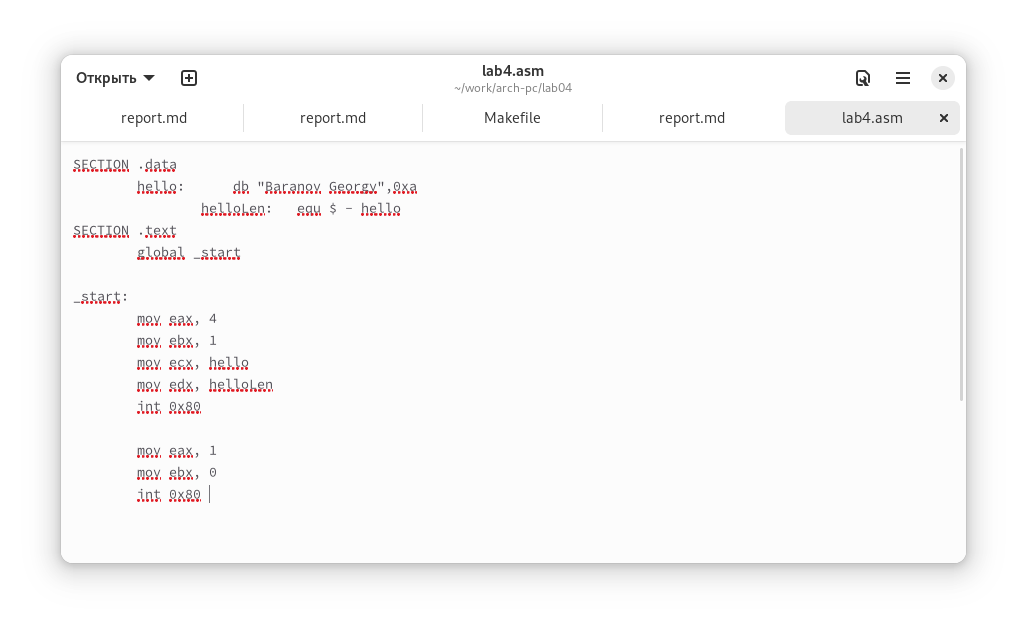 Открыть
lab4.asm
~/work/arch-pc/lab04
report.md report.md Makefile report.md lab4.asm
SECTION .data
hello: db "Baranov Georgy",0xa
helloLen: equ $ - hello
SECTION .text
global _start
_start:
mov eax, 4
mov ebx, 1
mov ecx, hello
mov edx, helloLen
int 0x80
mov eax, 1
mov ebx, 0
int 0x80